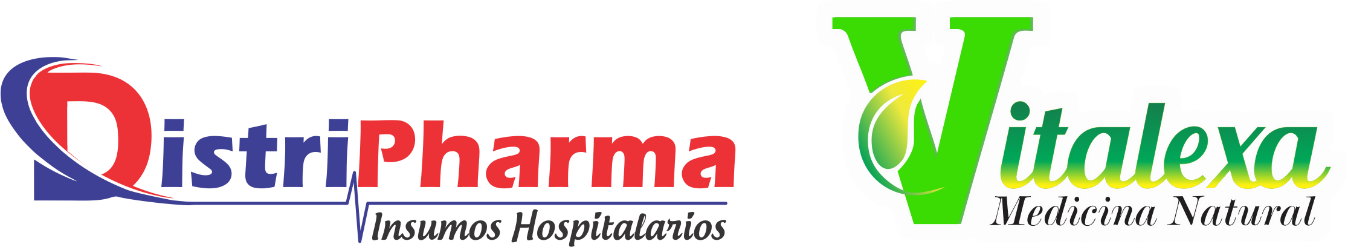 DistriPharma
Insumos Hospitalarios
Vitalexa
Medicina Natural